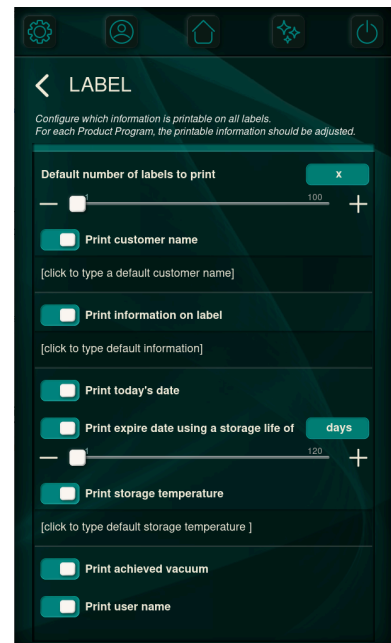 LABEL
Configure which information is printable on all labels.
For each Product Program, the printable information should be adjusted.
Default number of labels to print x
1 100
Print customer name
[click to type a default customer name]
Print information on label
[click to type default information]
Print today's date
Print expire date using a storage life of days
1 120
Print storage temperature
[click to type default storage temperature ]
Print achieved vacuum
Print user name